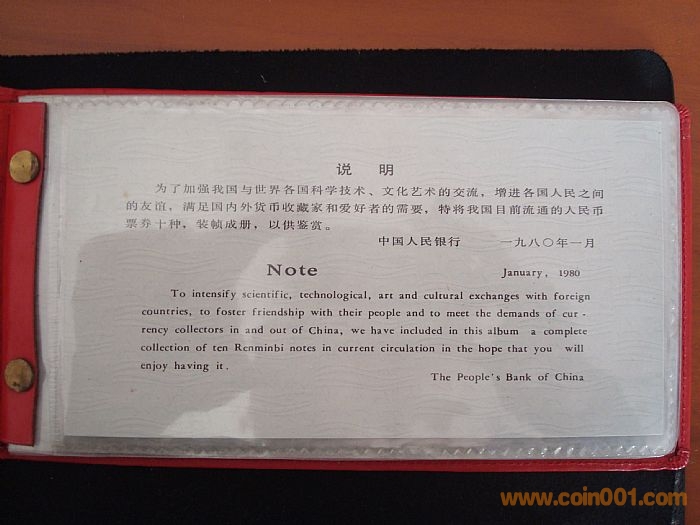 说 明
为了加强我国与世界各国科学技术、文化艺术的交流，增进各国人民之间
的友谊，满足国内外货币收藏家和爱好者的需要，特将我国目前流通的人民币
票券十种，装帧成册，以供鉴赏。
中国人民银行 一九八〇年一月
Note January, 1980
To intensify scientific, technological, art and cultural exchanges with foreign
countries, to foster friendship with their people and to meet the demands of cur-
rency collectors in and out of China, we have included in this album a complete
collection of ten Renminbi notes in current circulation in the hope that you will
enjoy having it.
The People's Bank of China
www.coin001.com